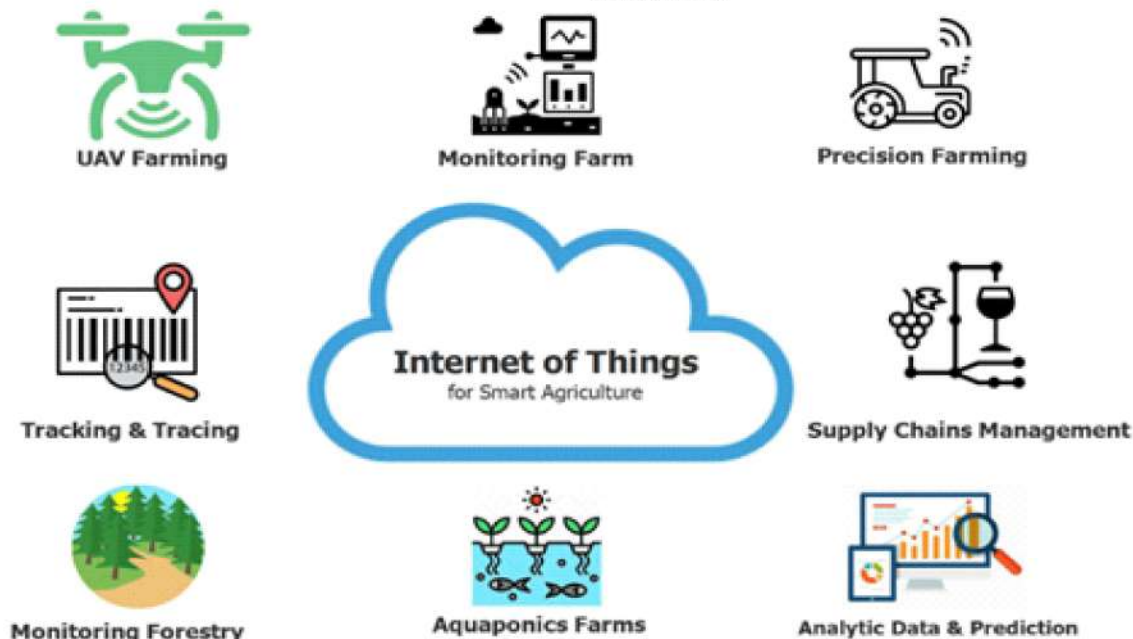 UAV Farming
Monitoring Farm
Precision Farming
Internet of Things
for Smart Agriculture
12345
Tracking & Tracing
Supply Chains Management
Monitoring Forestry
Aquaponics Farms
Analytic Data & Prediction